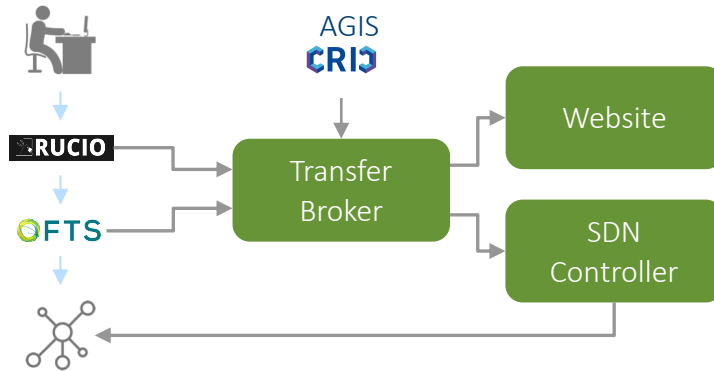 AGIS
CRIC
RUCIO
FTS
Transfer
Broker
Website
SDN
Controller